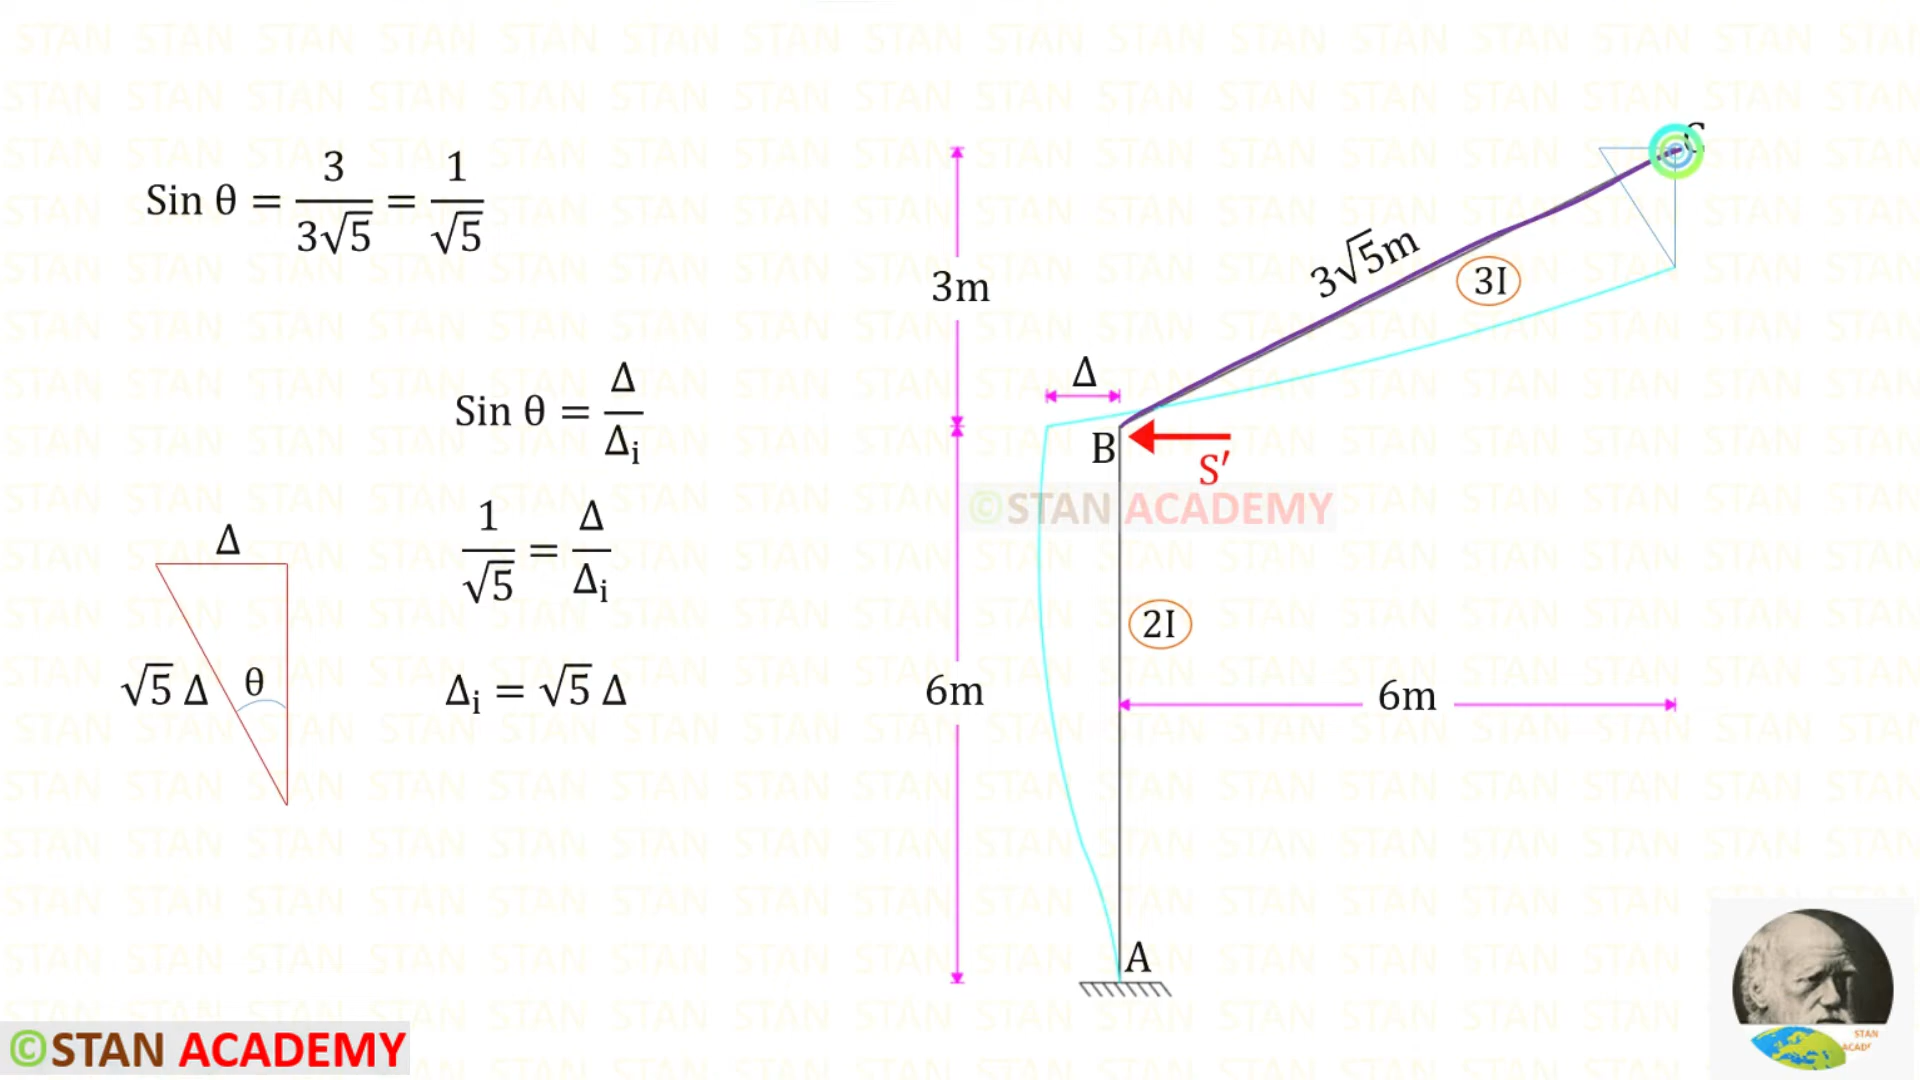 Sin θ = 3/3√5 = 1/√5
Sin θ = Δ/Δᵢ
1/√5 = Δ/Δᵢ
Δᵢ = √5 Δ
Δ
√5 Δ
θ
C
3m
3√5m
3I
Δ
B
S′
©STAN ACADEMY
2I
6m
6m
A
©STAN ACADEMY
STAN